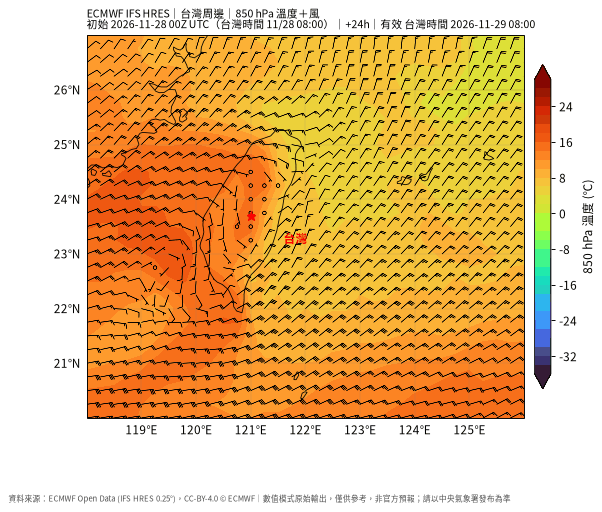 ECMWF IFS HRES｜台灣周邊｜850 hPa 溫度＋風
初始 2026-11-28 00Z UTC（台灣時間 11/28 08:00）｜+24h｜有效 台灣時間 2026-11-29 08:00
26°N
25°N
24°N
23°N
22°N
21°N
119°E
120°E
121°E
122°E
123°E
124°E
125°E
台灣
24
16
8
0
-8
-16
-24
-32
850 hPa 溫度 (°C)
資料來源：ECMWF Open Data (IFS HRES 0.25°)，CC-BY-4.0 © ECMWF｜數值模式原始輸出，僅供參考，非官方預報；請以中央氣象署發布為準